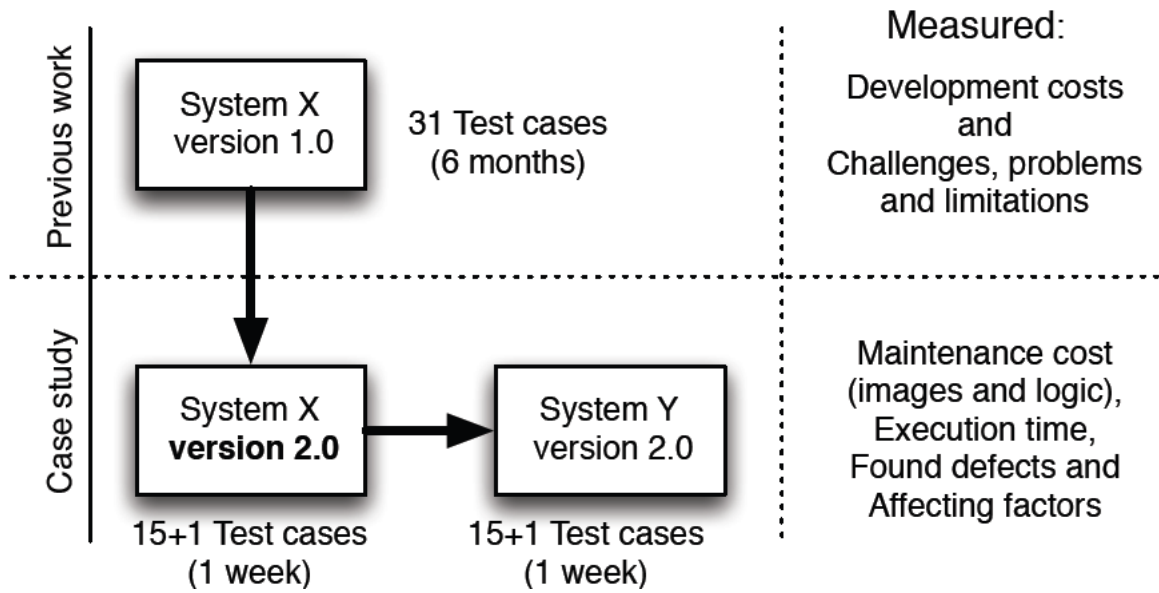 Previous work
System X
version 1.0
31 Test cases
(6 months)
Measured:
Development costs
and
Challenges, problems
and limitations
Case study
System X
version 2.0
15+1 Test cases
(1 week)
System Y
version 2.0
15+1 Test cases
(1 week)
Maintenance cost
(images and logic),
Execution time,
Found defects and
Affecting factors